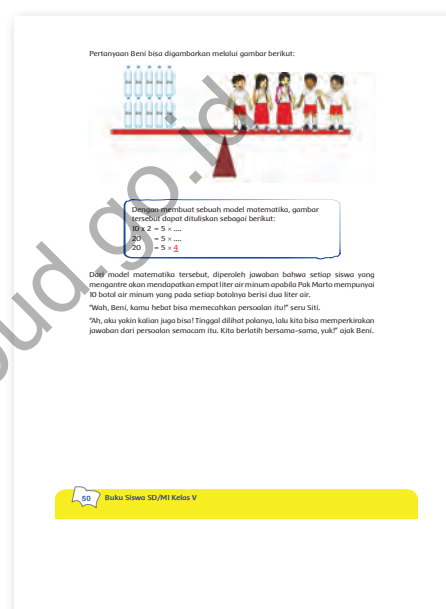 Pertanyaan Beni bisa digambarkan melalui gambar berikut:
Dengan membuat sebuah model matematika, gambar
tersebut dapat dituliskan sebagai berikut:
10 x 2 = 5 × ....
20 = 5 × ....
20 = 5 × 4
Dari model matematika tersebut, diperoleh jawaban bahwa setiap siswa yang
mengantre akan mendapatkan empat liter air minum apabila Pak Marto mempunyai
10 botol air minum yang pada setiap botolnya berisi dua liter air.
"Wah, Beni, kamu hebat bisa memecahkan persoalan itu!" seru Siti.
"Ah, aku yakin kalian juga bisa! Tinggal dilihat polanya, lalu kita bisa memperkirakan
jawaban dari persoalan semacam itu. Kita berlatih bersama-sama, yuk!" ajak Beni.
50 Buku Siswa SD/MI Kelas V
ud.go.id